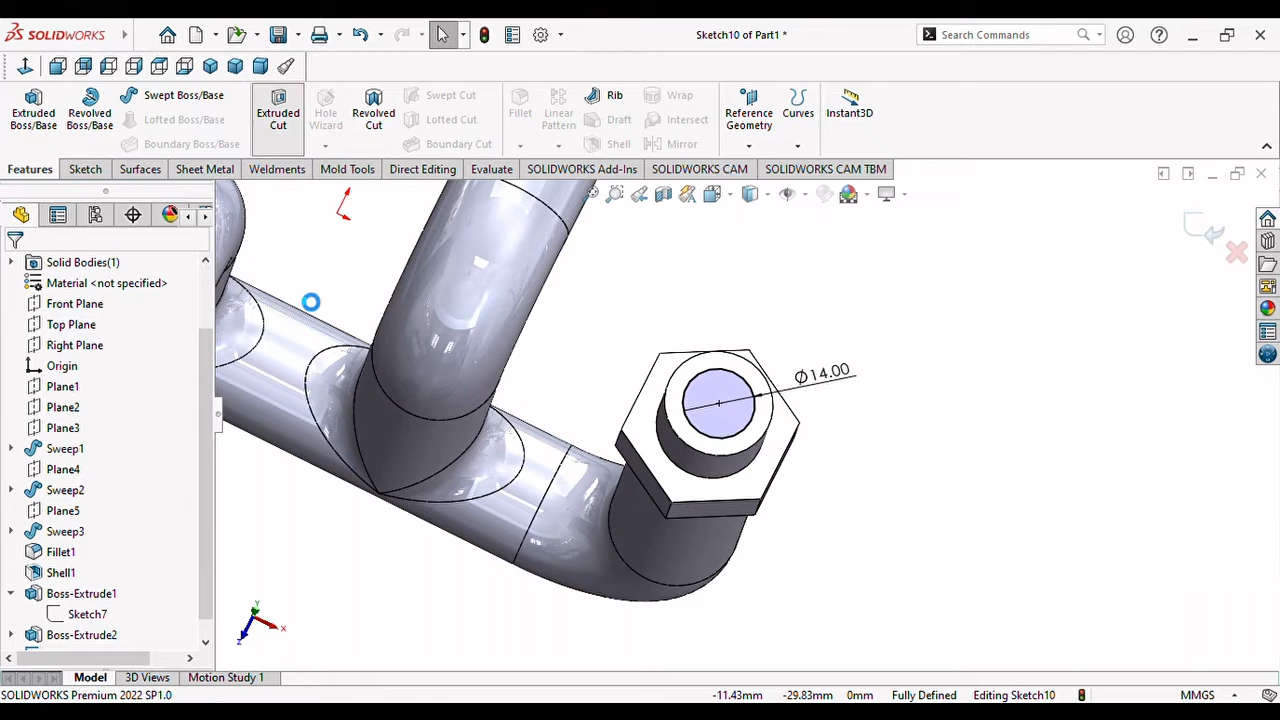 SOLIDWORKS
Sketch10 of Part1 *
Search Commands
Extruded Boss/Base
Revolved Boss/Base
Swept Boss/Base
Lofted Boss/Base
Boundary Boss/Base
Extruded Cut
Hole Wizard
Revolved Cut
Swept Cut
Lofted Cut
Boundary Cut
Fillet
Linear Pattern
Rib
Draft
Shell
Wrap
Intersect
Mirror
Reference Geometry
Curves
Instant3D
Features
Sketch
Surfaces
Sheet Metal
Weldments
Mold Tools
Direct Editing
Evaluate
SOLIDWORKS Add-Ins
SOLIDWORKS CAM
SOLIDWORKS CAM TBM
Solid Bodies(1)
Material <not specified>
Front Plane
Top Plane
Right Plane
Origin
Plane1
Plane2
Plane3
Sweep1
Plane4
Sweep2
Plane5
Sweep3
Fillet1
Shell1
Boss-Extrude1
Sketch7
Boss-Extrude2
Ø14.00
Y
X
Z
Model
3D Views
Motion Study 1
SOLIDWORKS Premium 2022 SP1.0
-11.43mm
-29.83mm
0mm
Fully Defined
Editing Sketch10
MMGS